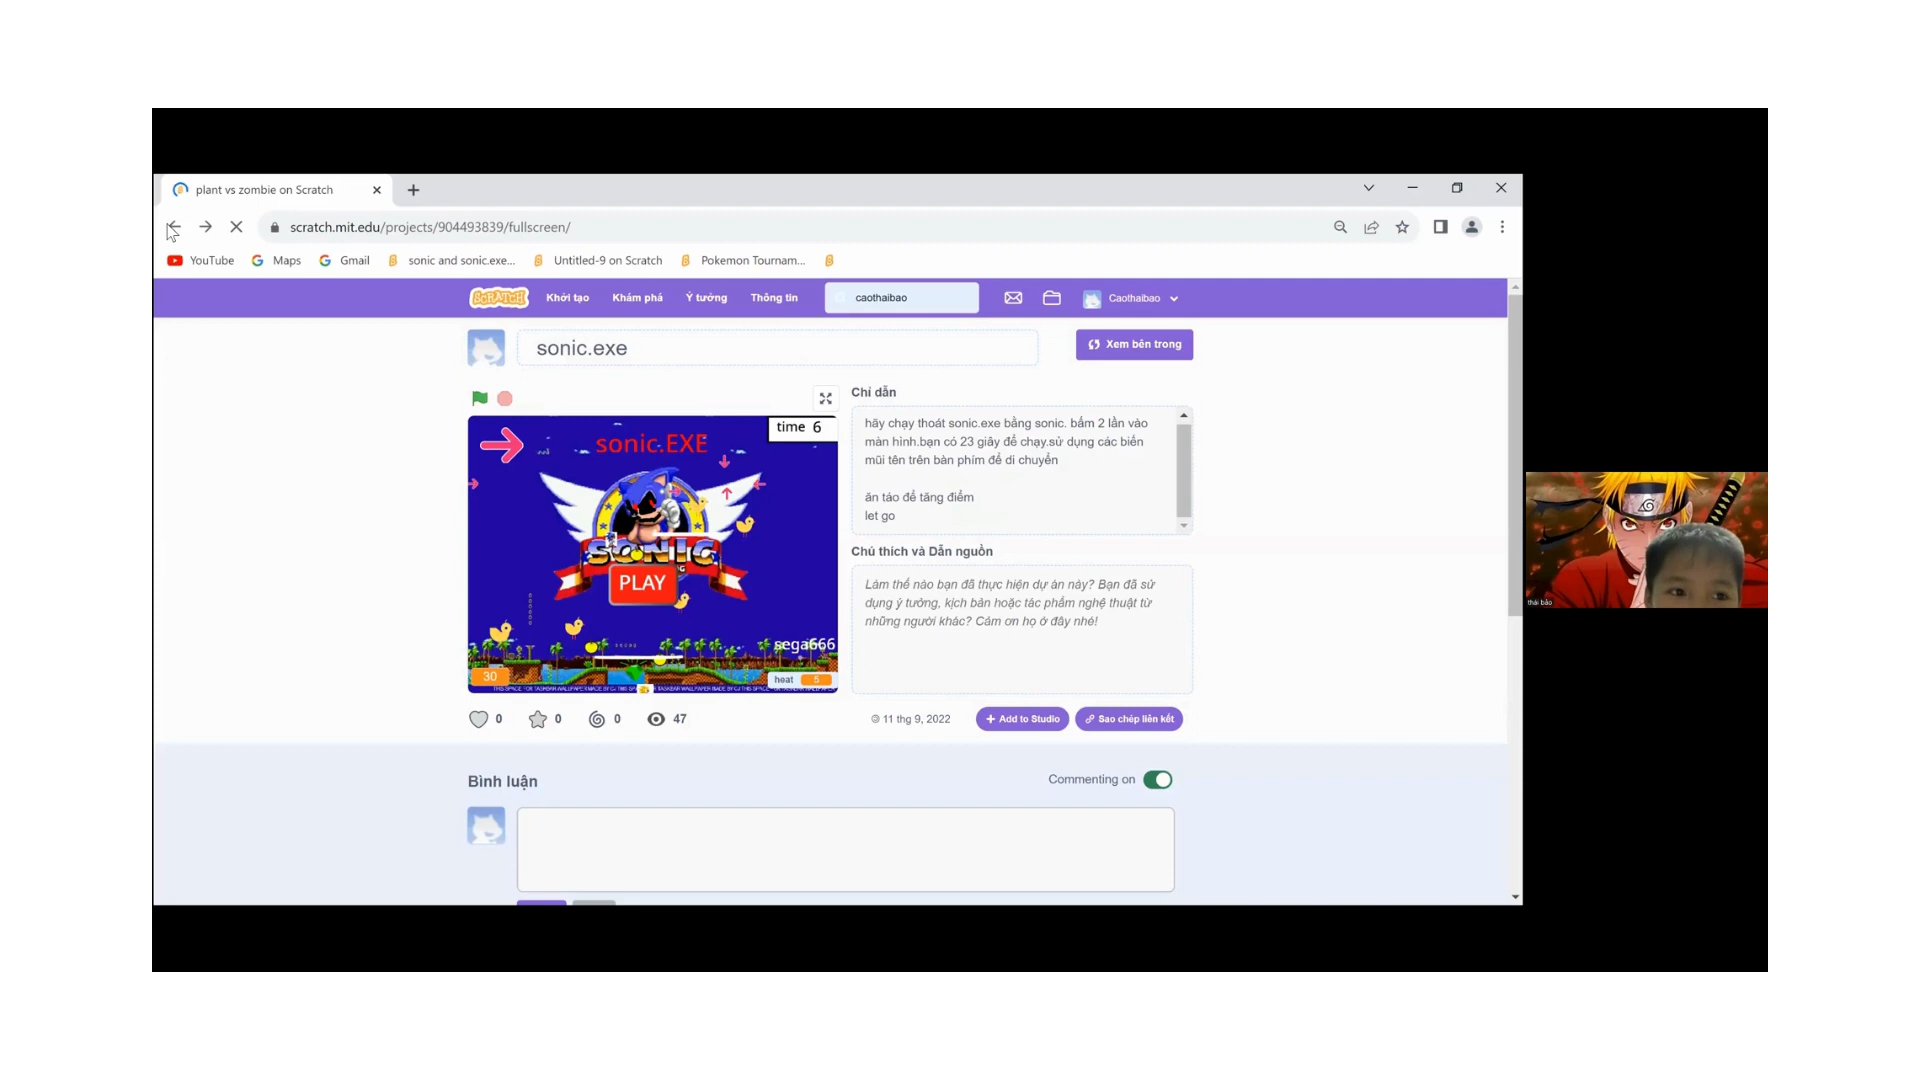 plant vs zombie on Scratch
scratch.mit.edu/projects/904493839/fullscreen/
YouTube Maps Gmail sonic and sonic.exe... Untitled-9 on Scratch Pokemon Tournam...
SCRATCH Khởi tạo Khám phá Ý tưởng Thông tin caothaibao Caothaibao
sonic.exe
Xem bên trong
Chỉ dẫn
time 6
sonic.EXE
hãy chạy thoát sonic.exe bằng sonic. bấm 2 lần vào
màn hình.bạn có 23 giây để chạy.sử dụng các biến
mũi tên trên bàn phím để di chuyển
ăn táo để tăng điểm
let go
Chú thích và Dẫn nguồn
SONIC
PLAY
Làm thế nào bạn đã thực hiện dự án này? Bạn đã sử
dụng ý tưởng, kịch bản hoặc tác phẩm nghệ thuật từ
những người khác? Cảm ơn họ ở đây nhé!
sega666
30
heat 5
0 0 0 47
© 11 thg 9, 2022
Add to Studio
Sao chép liên kết
Bình luận
Commenting on
thái bảo